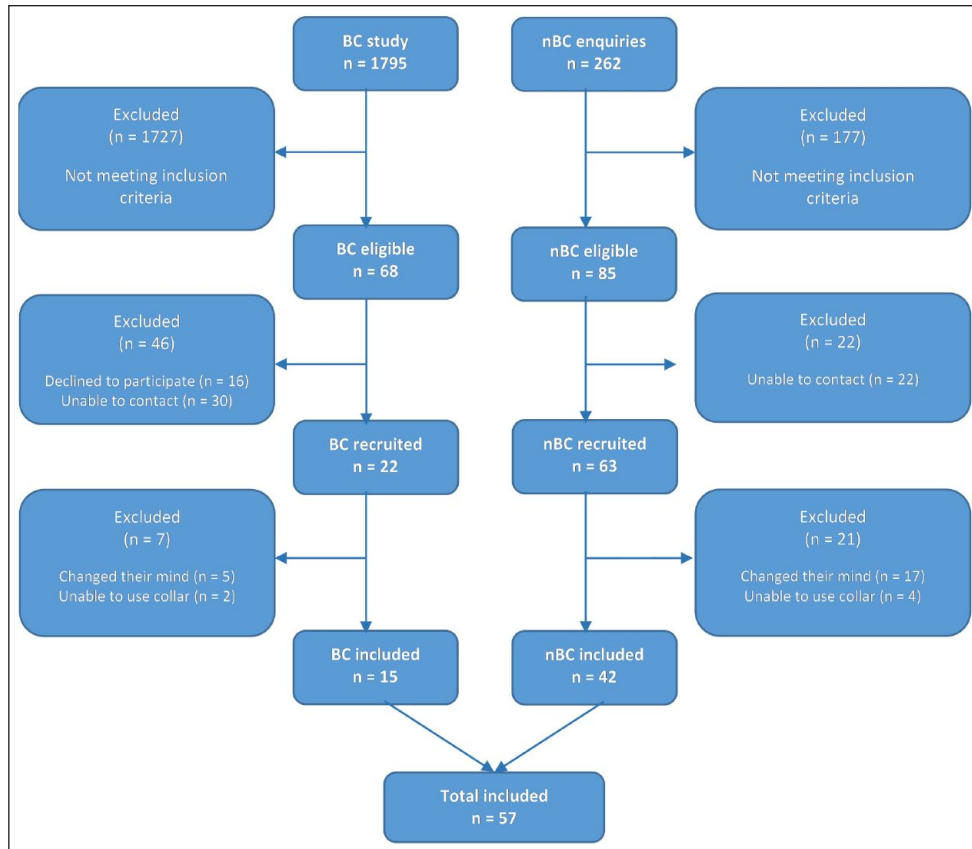 BC study
n = 1795
nBC enquiries
n = 262
Excluded
(n = 1727)
Not meeting inclusion
criteria
Excluded
(n = 177)
Not meeting inclusion
criteria
BC eligible
n = 68
nBC eligible
n = 85
Excluded
(n = 46)
Declined to participate (n = 16)
Unable to contact (n = 30)
Excluded
(n = 22)
Unable to contact (n = 22)
BC recruited
n = 22
nBC recruited
n = 63
Excluded
(n = 7)
Changed their mind (n = 5)
Unable to use collar (n = 2)
Excluded
(n = 21)
Changed their mind (n = 17)
Unable to use collar (n = 4)
BC included
n = 15
nBC included
n = 42
Total included
n = 57